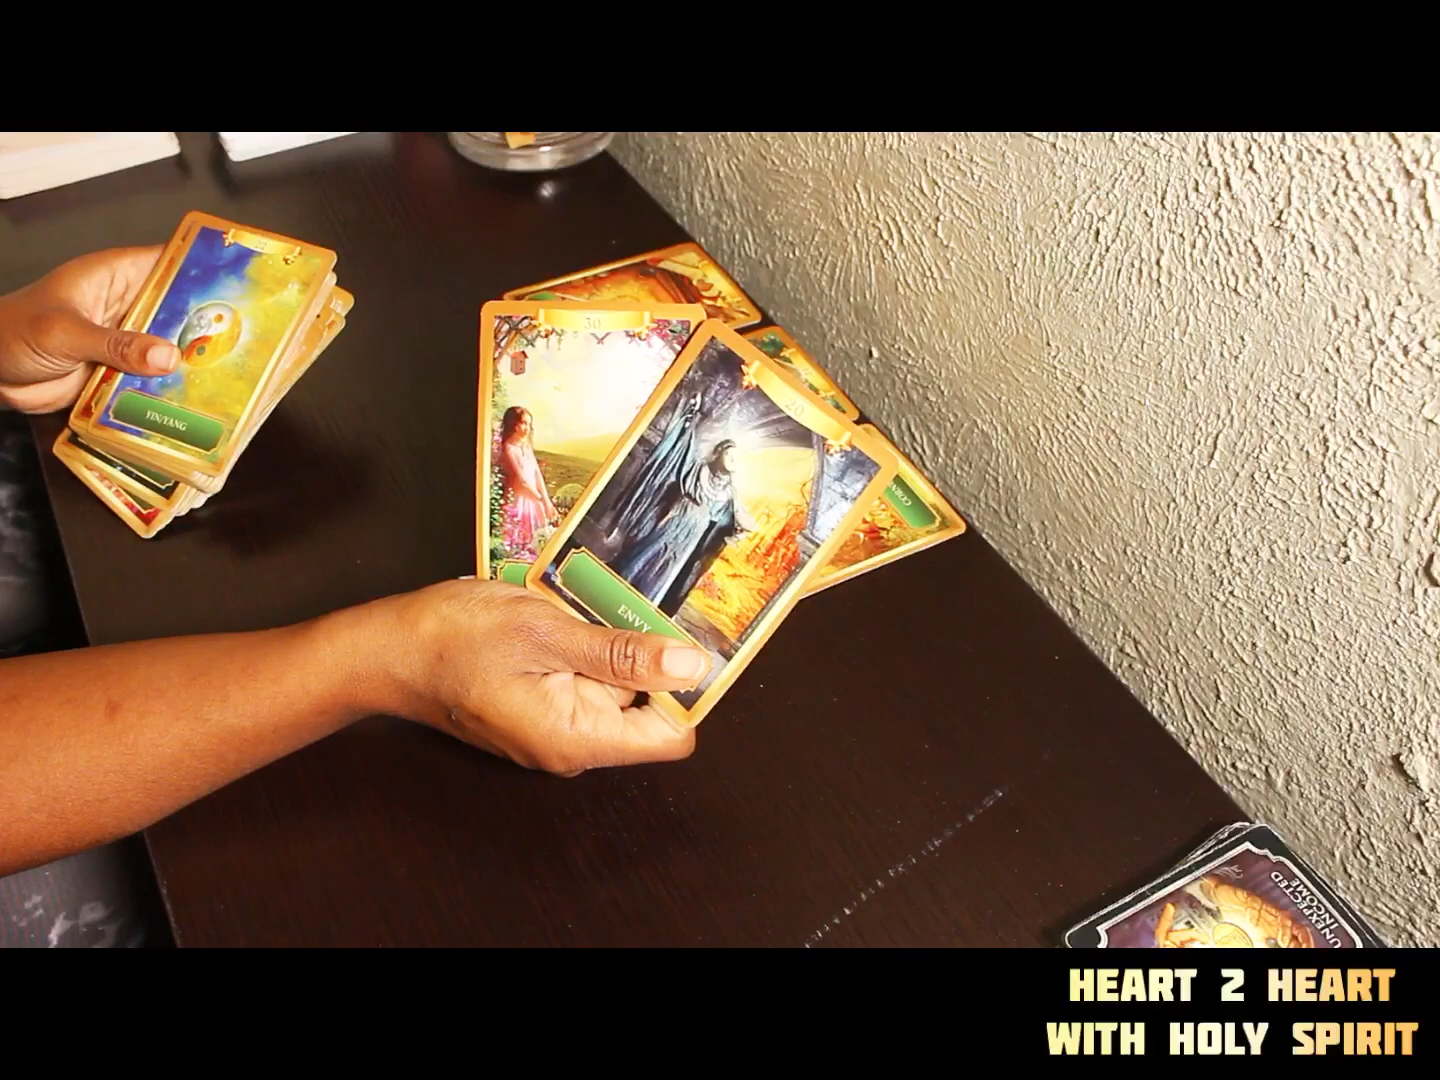 30
20
YIN/YANG
ENVY
UNEXPECTED
INCOME
HEART 2 HEART
WITH HOLY SPIRIT